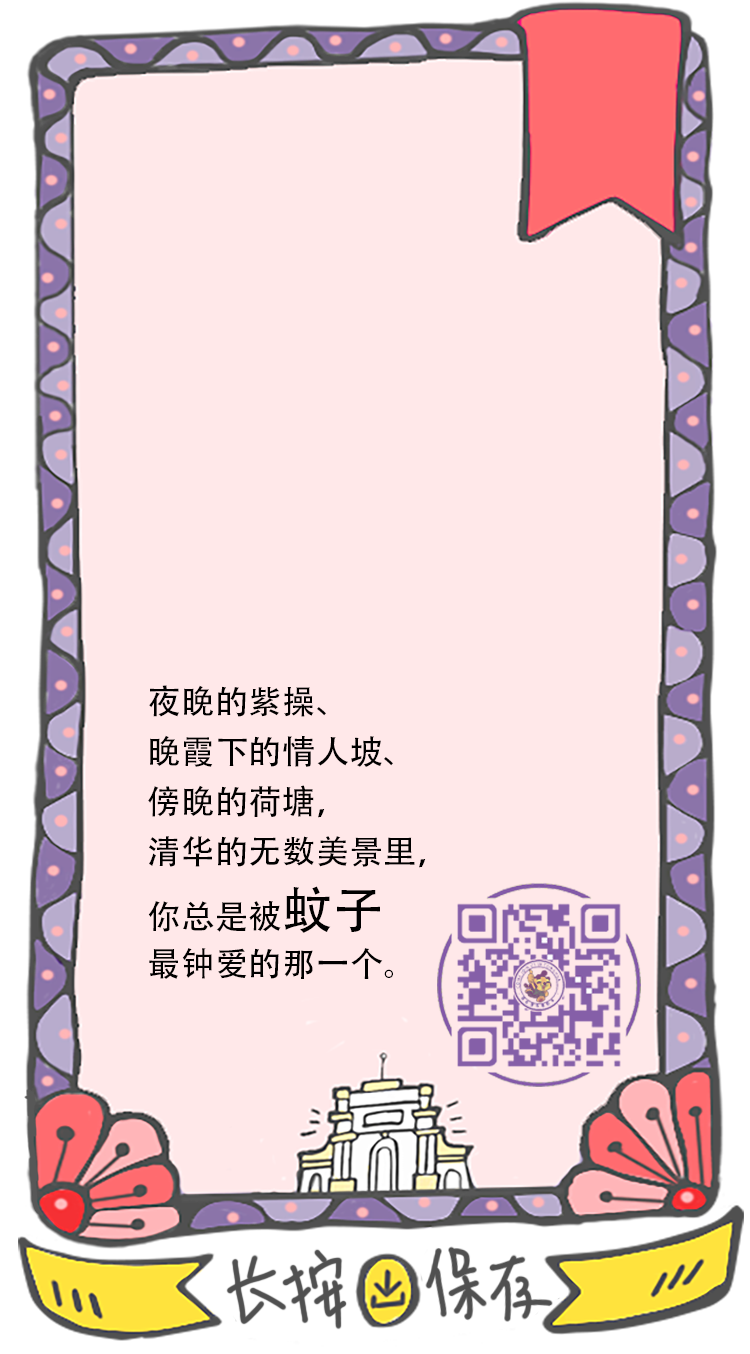 夜晚的紫操、
晚霞下的情人坡、
傍晚的荷塘，
清华的无数美景里，
你总是被蚊子
最钟爱的那一个。
长按保存